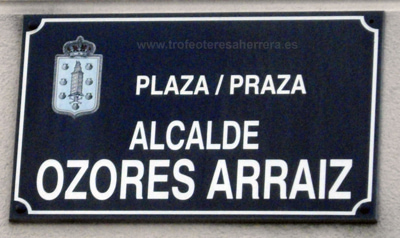 www.trofeoteresaherrera.es
PLAZA / PRAZA
ALCALDE
OZORES ARRAIZ